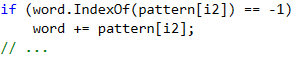 if (word.IndexOf(pattern[i2]) == -1)
    word += pattern[i2];
// ...